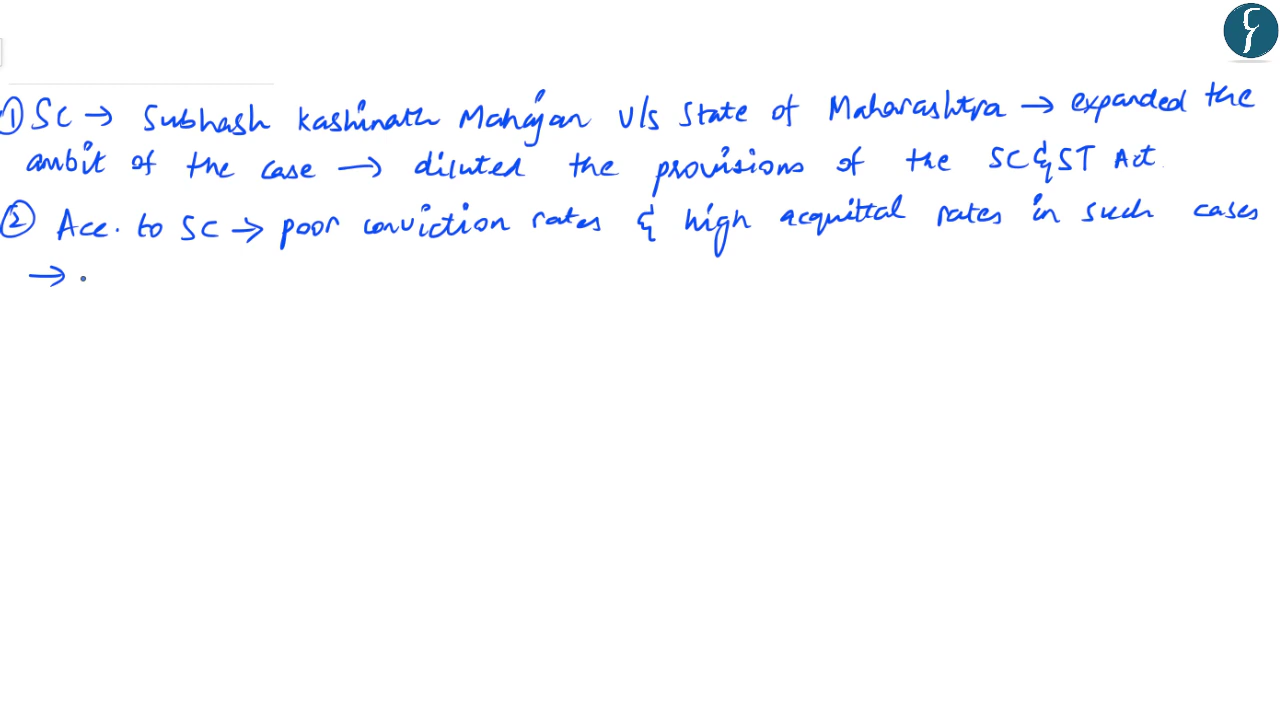 ① SC → Subhash Kashinath Mahajan v/s State of Maharashtra → expanded the
ambit of the case → diluted the provisions of the SC & ST Act
② Acc. to SC → poor conviction rates & high acquittal rates in such cases
→ .